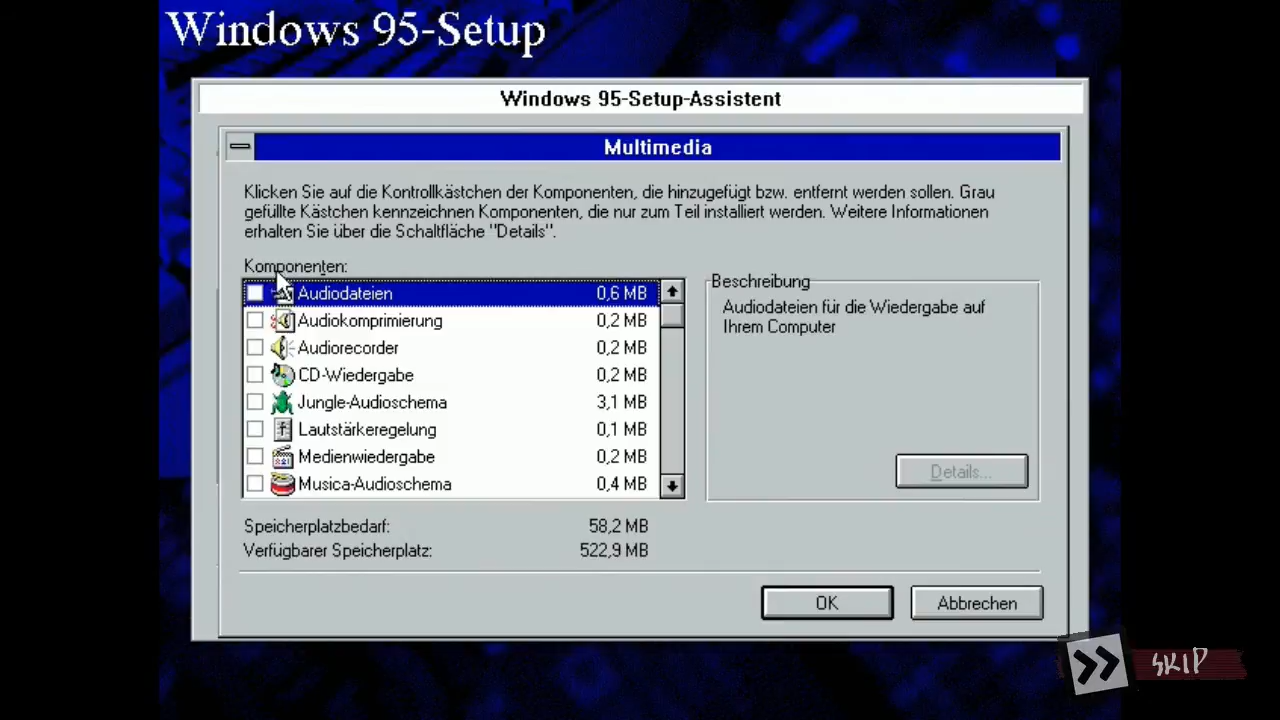 Windows 95-Setup
Windows 95-Setup-Assistent
Multimedia
Klicken Sie auf die Kontrollkästchen der Komponenten, die hinzugefügt bzw. entfernt werden sollen. Grau
gefüllte Kästchen kennzeichnen Komponenten, die nur zum Teil installiert werden. Weitere Informationen
erhalten Sie über die Schaltfläche "Details".
Komponenten:
Audiodateien 0,6 MB
Audiokomprimierung 0,2 MB
Audiorecorder 0,2 MB
CD-Wiedergabe 0,2 MB
Jungle-Audioschema 3,1 MB
Lautstärkeregelung 0,1 MB
Medienwiedergabe 0,2 MB
Musica-Audioschema 0,4 MB
Beschreibung
Audiodateien für die Wiedergabe auf
Ihrem Computer
Details...
Speicherplatzbedarf: 58,2 MB
Verfügbarer Speicherplatz: 522,9 MB
OK Abbrechen
SKIP